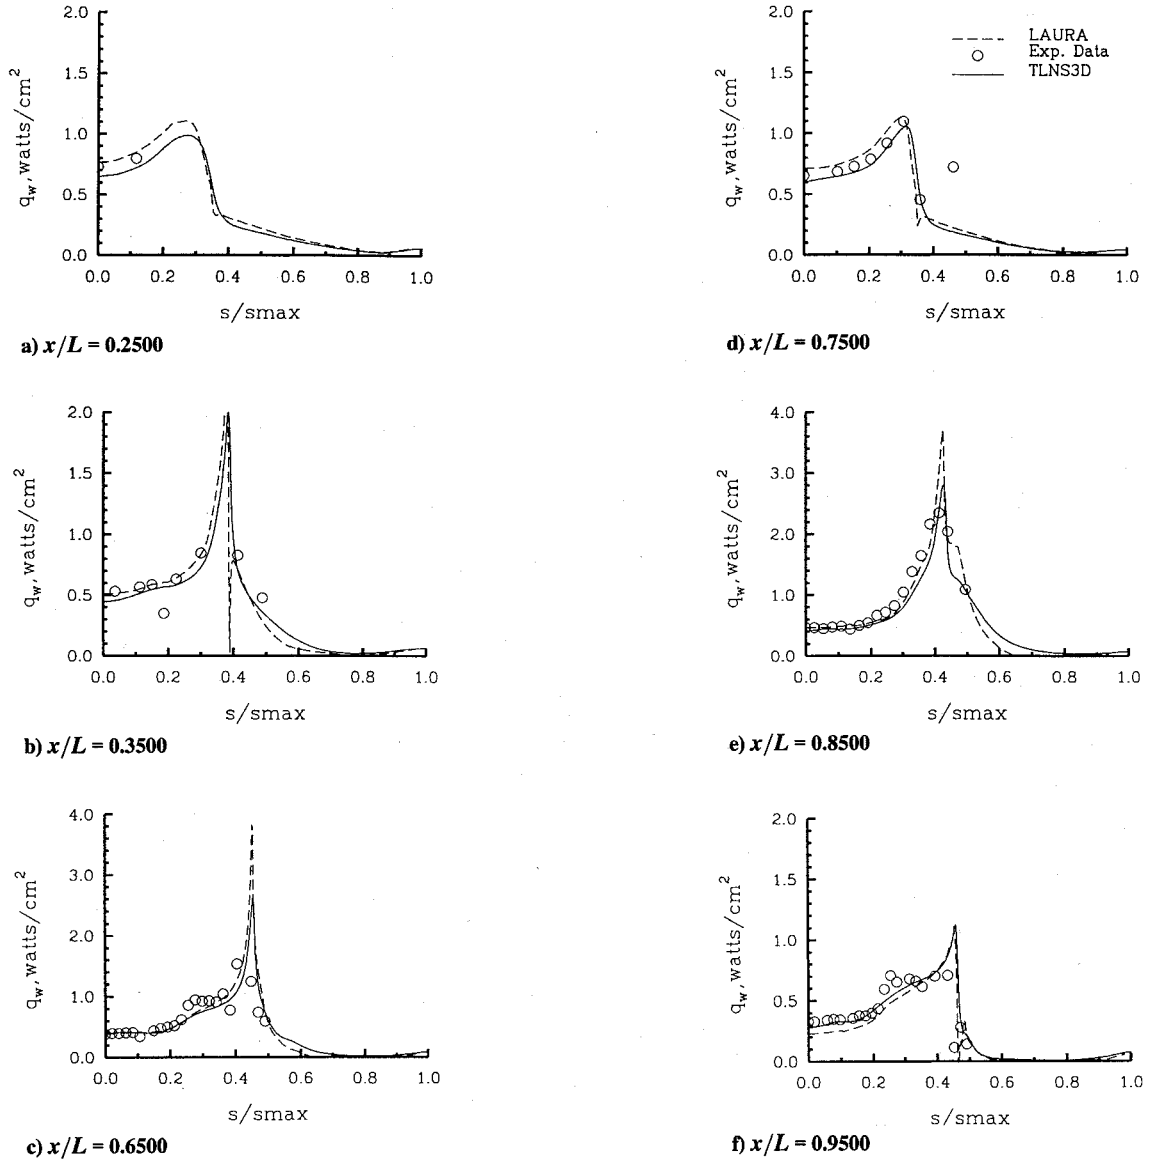 2.0
1.5
1.0
0.5
0.0
q_w, watts/cm^2
0.0 0.2 0.4 0.6 0.8 1.0
s/smax
a) x/L = 0.2500
2.0
1.5
1.0
0.5
0.0
q_w, watts/cm^2
0.0 0.2 0.4 0.6 0.8 1.0
s/smax
b) x/L = 0.3500
4.0
3.0
2.0
1.0
0.0
q_w, watts/cm^2
0.0 0.2 0.4 0.6 0.8 1.0
s/smax
c) x/L = 0.6500
LAURA
Exp. Data
TLNS3D
2.0
1.5
1.0
0.5
0.0
q_w, watts/cm^2
0.0 0.2 0.4 0.6 0.8 1.0
s/smax
d) x/L = 0.7500
4.0
3.0
2.0
1.0
0.0
q_w, watts/cm^2
0.0 0.2 0.4 0.6 0.8 1.0
s/smax
e) x/L = 0.8500
2.0
1.5
1.0
0.5
0.0
q_w, watts/cm^2
0.0 0.2 0.4 0.6 0.8 1.0
s/smax
f) x/L = 0.9500